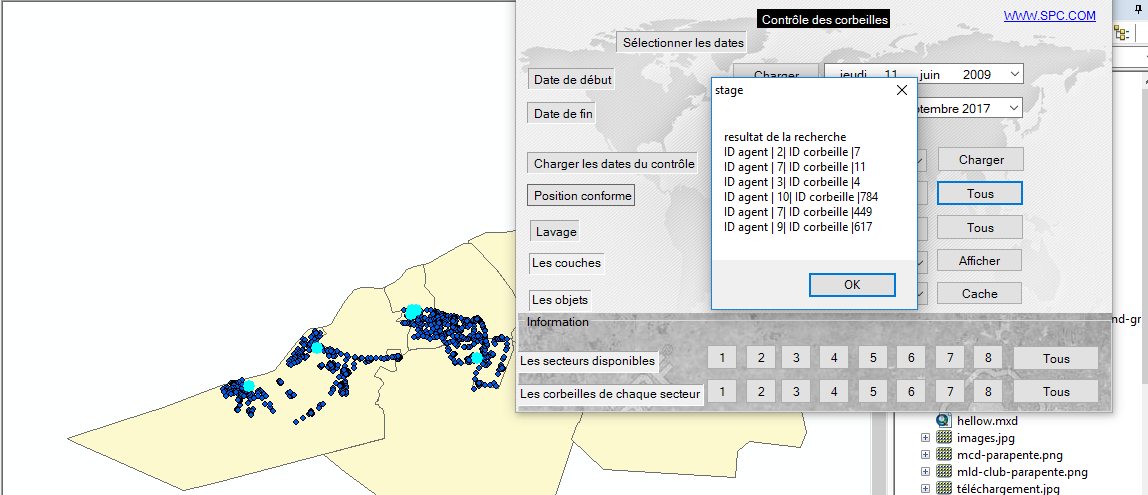 Contrôle des corbeilles
WWW.SPC.COM
Sélectionner les dates
Date de début
Charger
jeudi 11 juin 2009
Date de fin
septembre 2017
stage
resultat de la recherche
ID agent | 2| ID corbeille |7
ID agent | 7| ID corbeille |11
ID agent | 3| ID corbeille |4
ID agent | 10| ID corbeille |784
ID agent | 7| ID corbeille |449
ID agent | 9| ID corbeille |617
OK
Charger les dates du contrôle
Charger
Position conforme
Tous
Lavage
Tous
Les couches
Afficher
Les objets
Cache
Information
Les secteurs disponibles
1 2 3 4 5 6 7 8 Tous
Les corbeilles de chaque secteur
1 2 3 4 5 6 7 8 Tous
hellow.mxd
images.jpg
mcd-parapente.png
mld-club-parapente.png
téléchargement.jpg